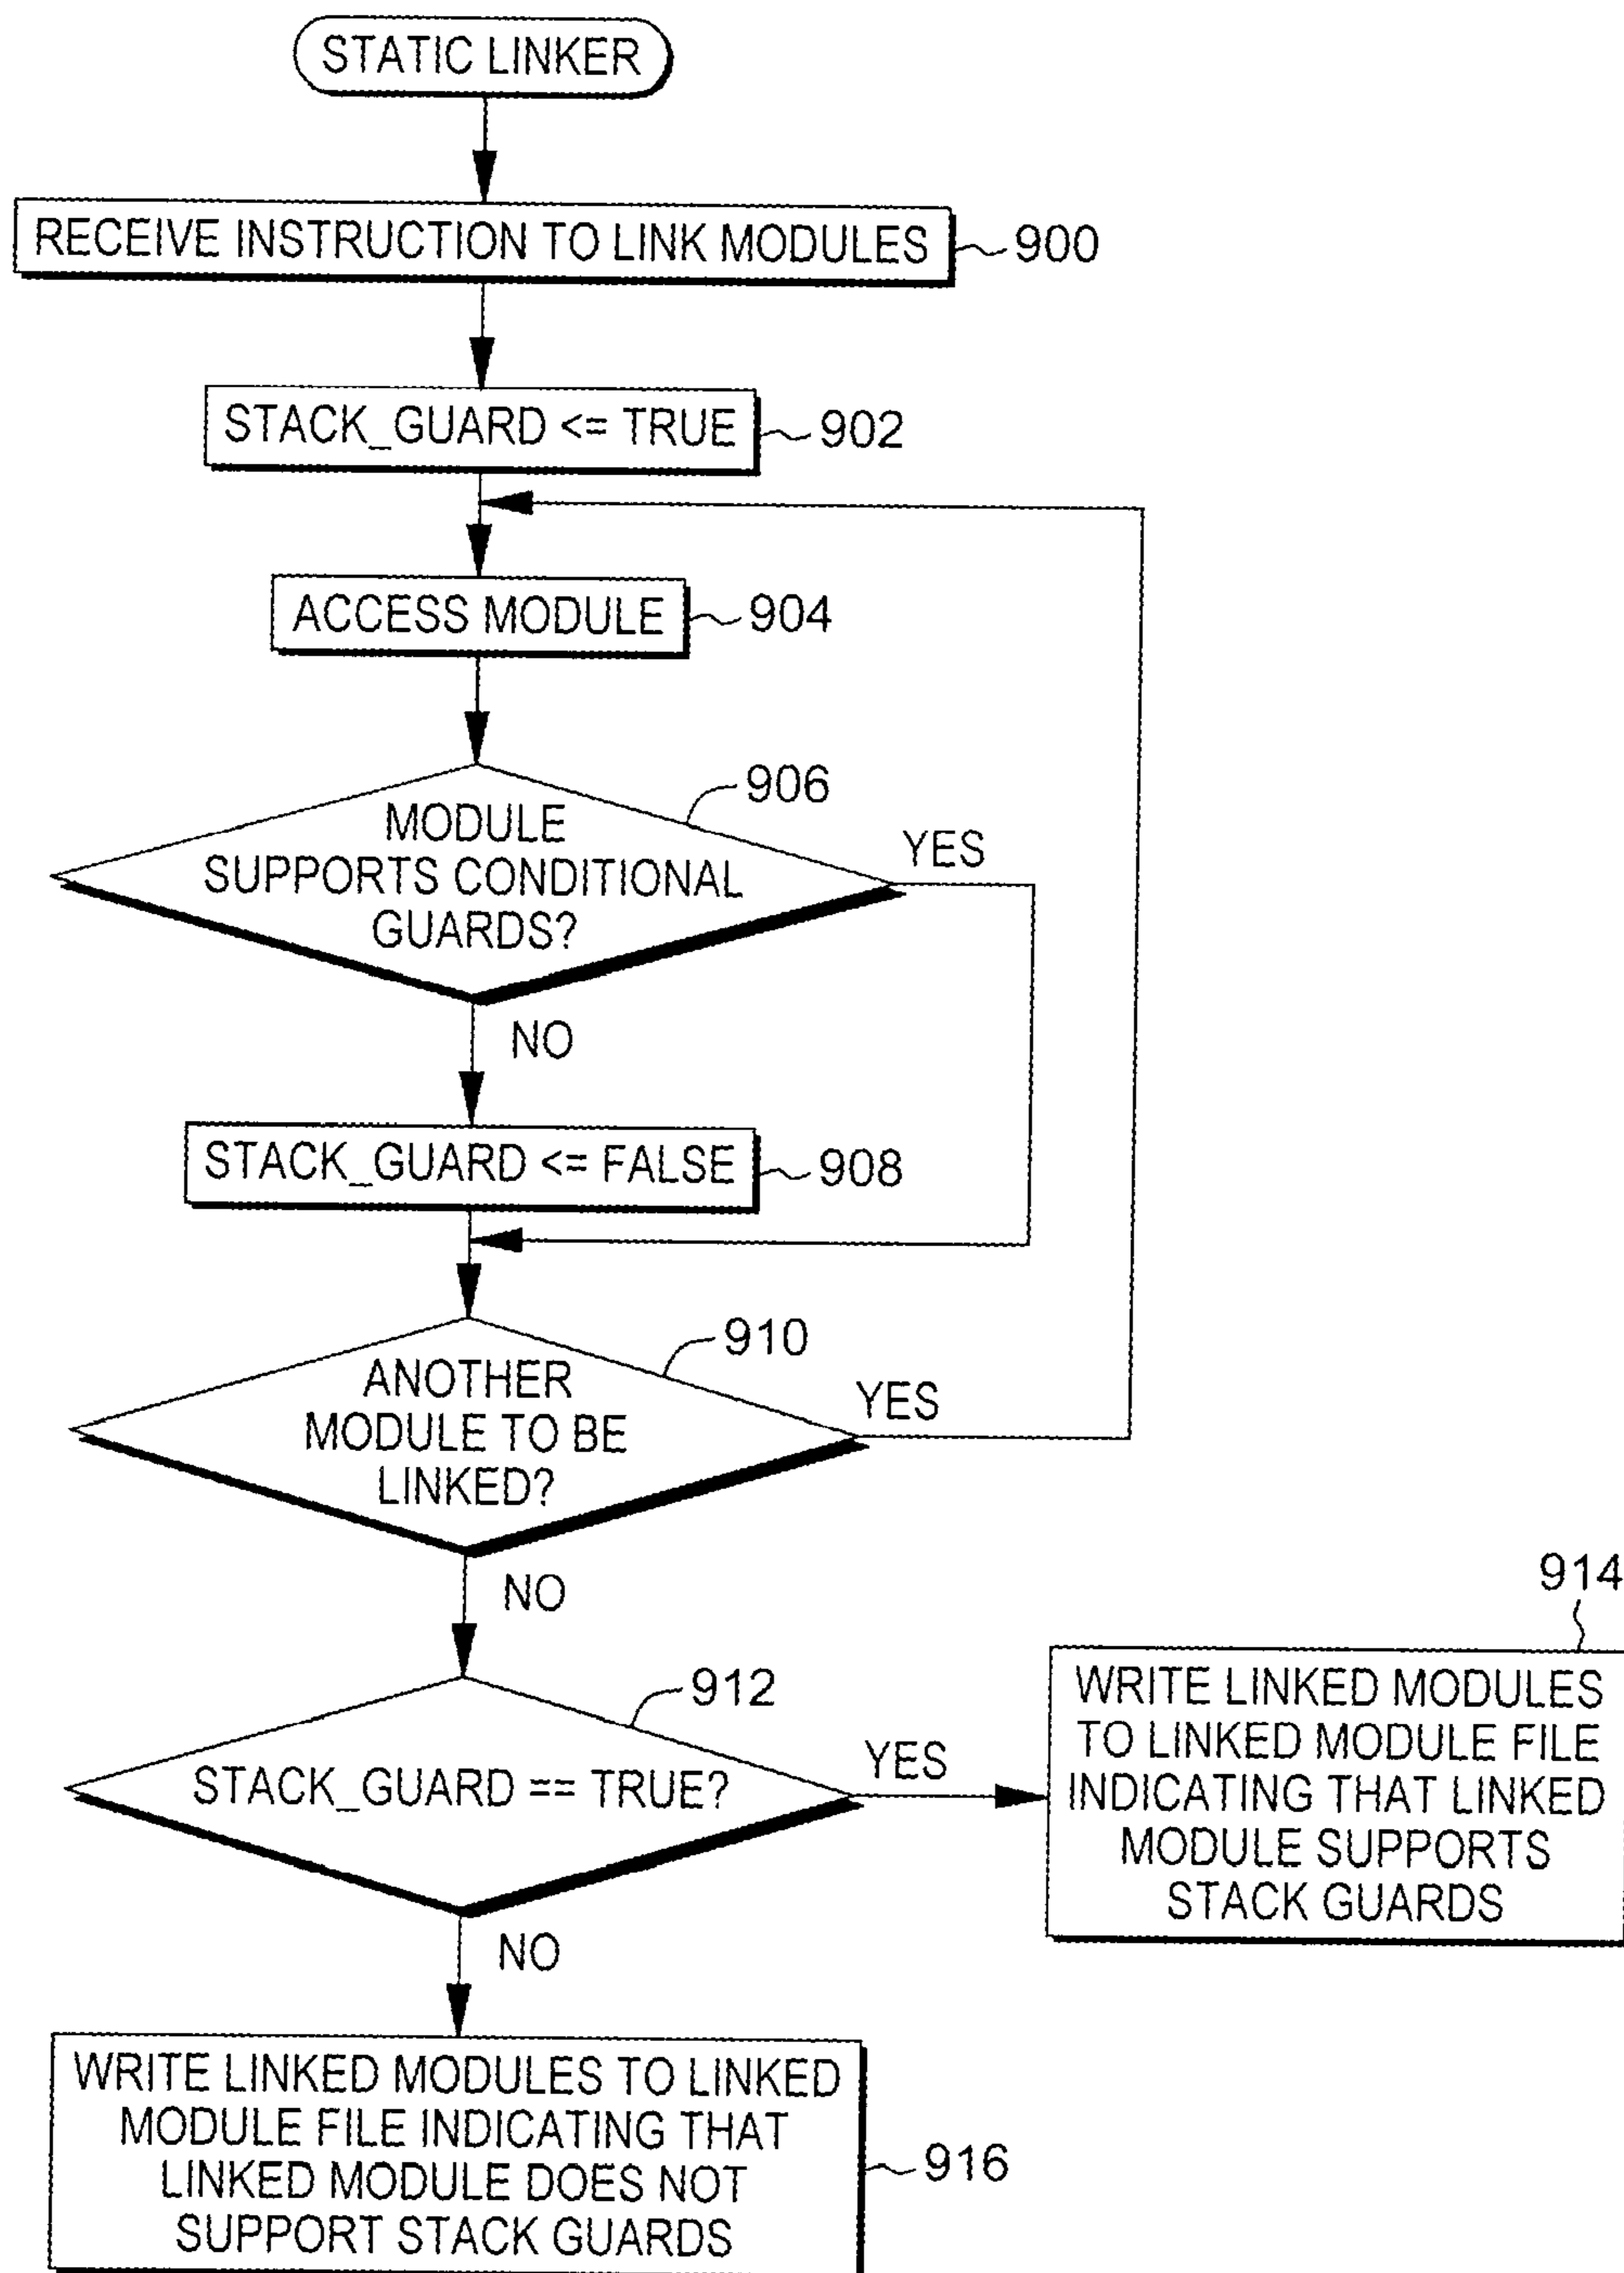 STATIC LINKER
RECEIVE INSTRUCTION TO LINK MODULES
900
STACK_GUARD <= TRUE
902
ACCESS MODULE
904
906
MODULE
SUPPORTS CONDITIONAL
GUARDS?
YES
NO
STACK_GUARD <= FALSE
908
910
ANOTHER
MODULE TO BE
LINKED?
YES
NO
912
STACK_GUARD == TRUE?
YES
914
WRITE LINKED MODULES
TO LINKED MODULE FILE
INDICATING THAT LINKED
MODULE SUPPORTS
STACK GUARDS
NO
WRITE LINKED MODULES TO LINKED
MODULE FILE INDICATING THAT
LINKED MODULE DOES NOT
SUPPORT STACK GUARDS
916